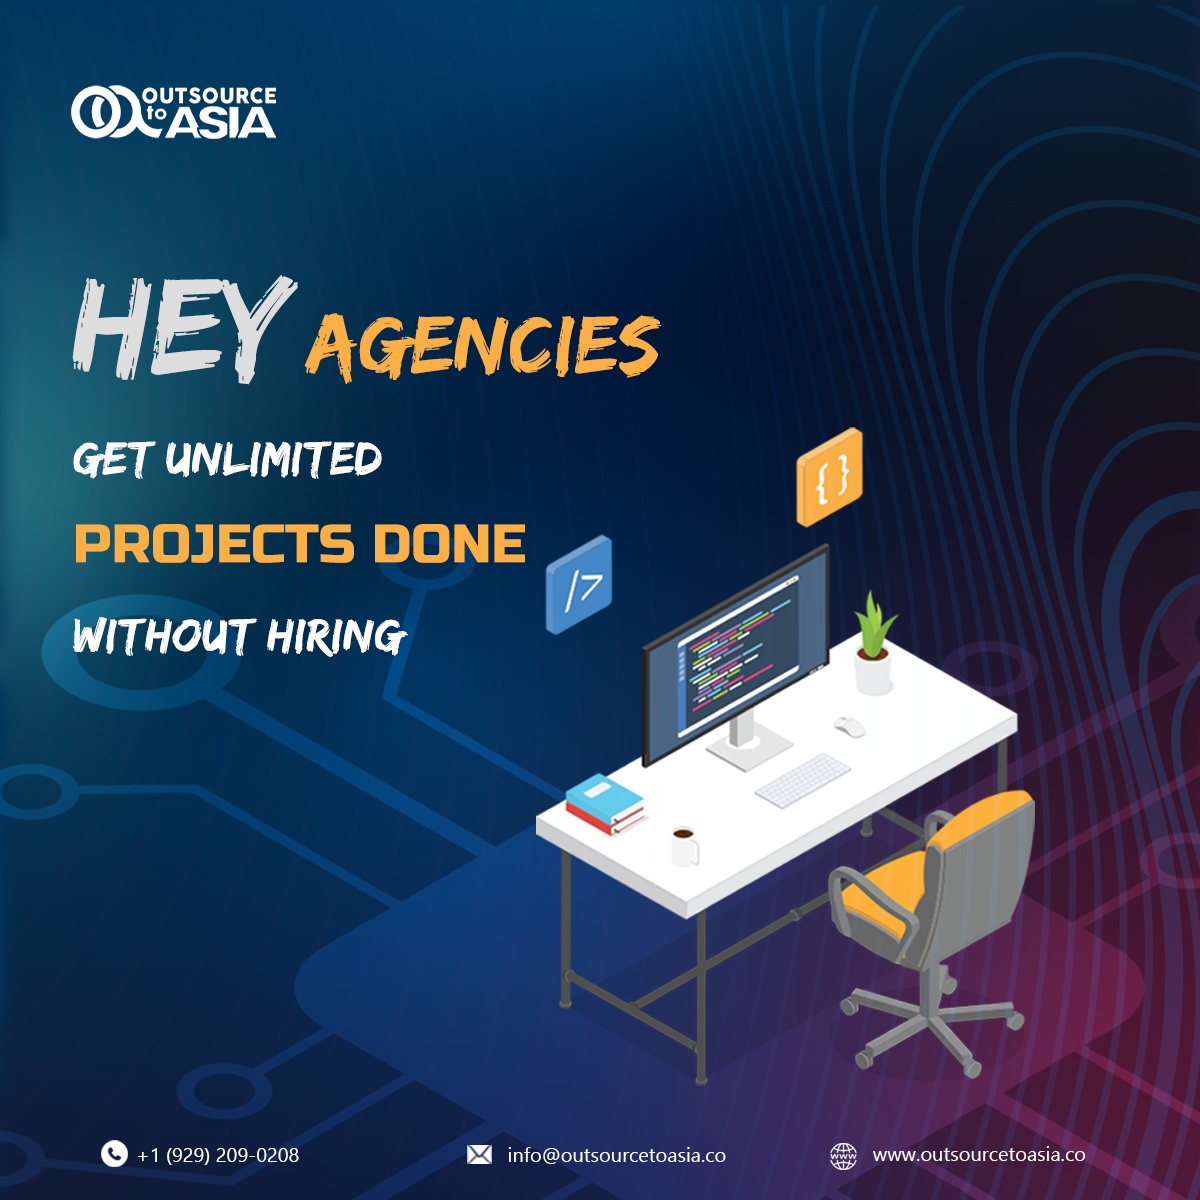 OUTSOURCE
to ASIA
HEY AGENCIES
GET UNLIMITED
PROJECTS DONE
WITHOUT HIRING
{ }
/>
+1 (929) 209-0208
info@outsourcetoasia.co
www.outsourcetoasia.co